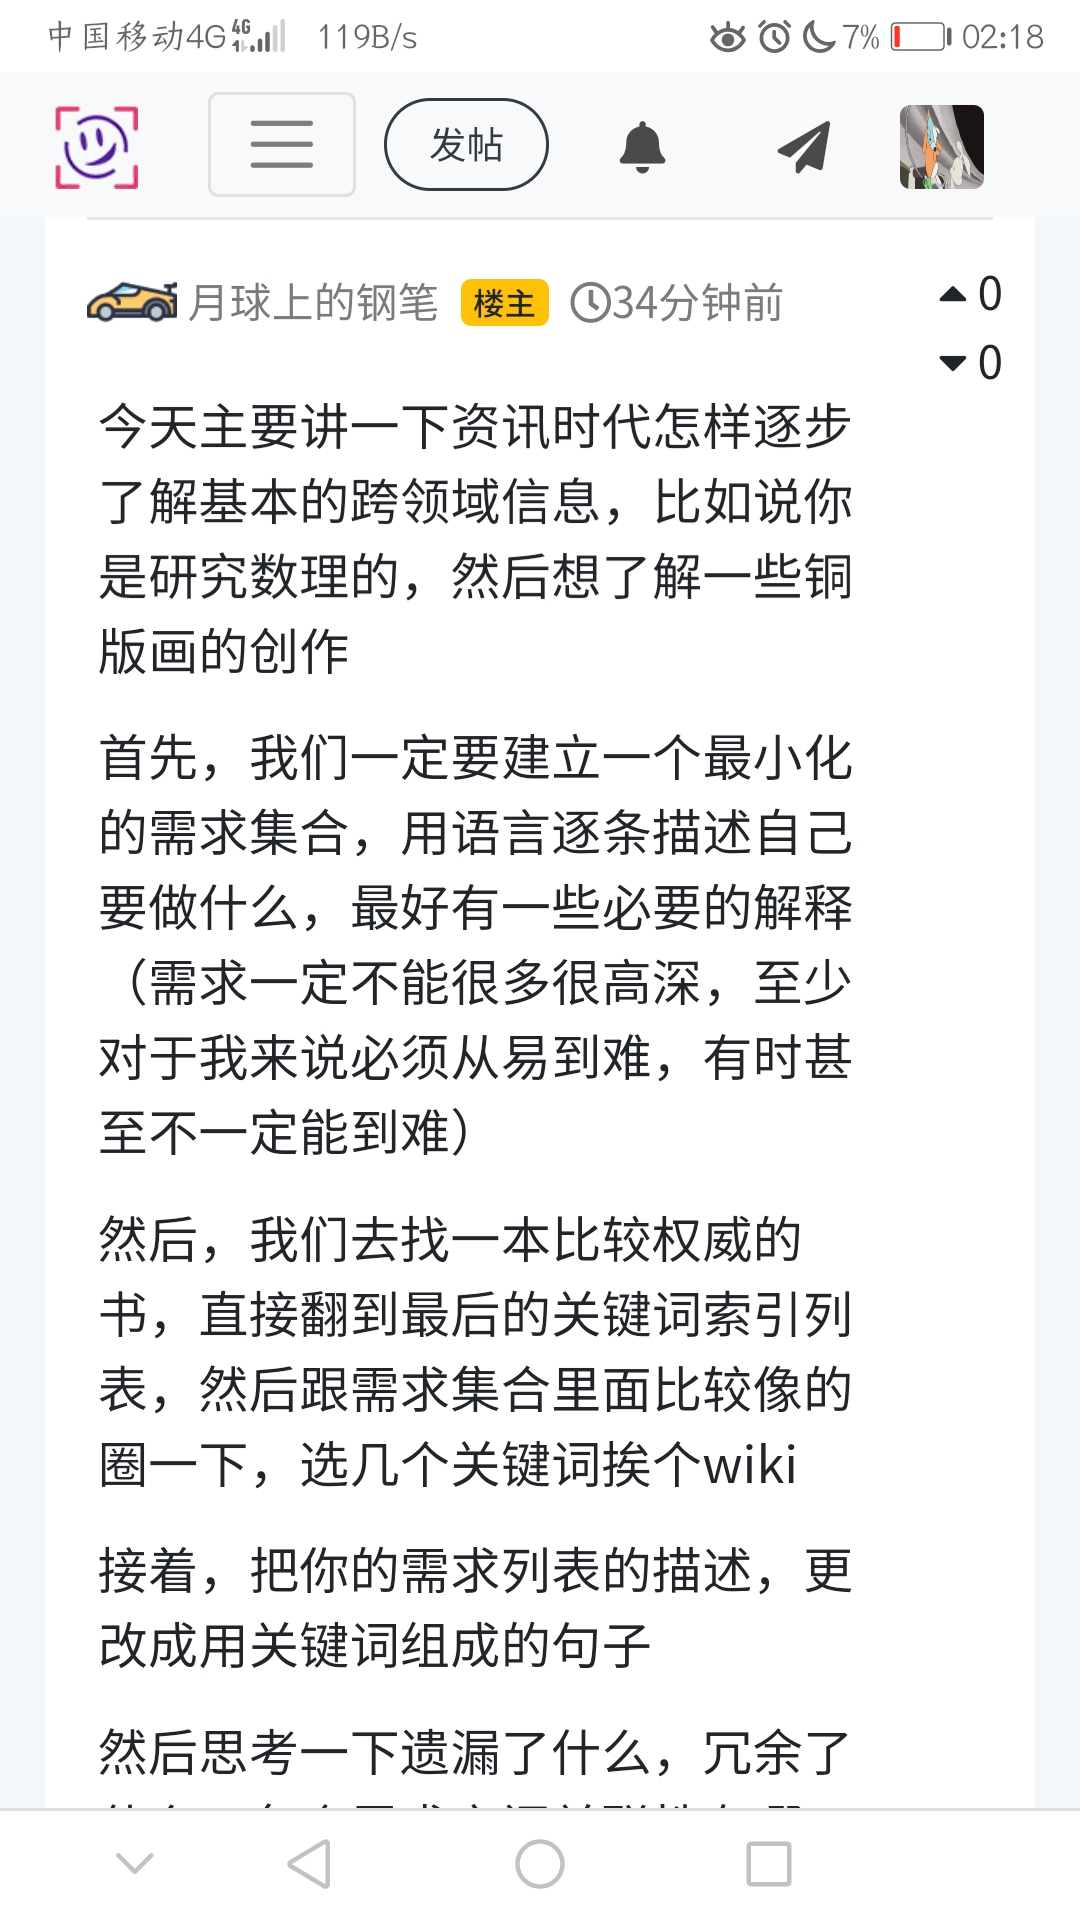 中国移动4G 4G 119B/s 7% 02:18
发帖
月球上的钢笔 楼主 34分钟前 0
0
今天主要讲一下资讯时代怎样逐步
了解基本的跨领域信息，比如说你
是研究数理的，然后想了解一些铜
版画的创作
首先，我们一定要建立一个最小化
的需求集合，用语言逐条描述自己
要做什么，最好有一些必要的解释
（需求一定不能很多很高深，至少
对于我来说必须从易到难，有时甚
至不一定能到难）
然后，我们去找一本比较权威的
书，直接翻到最后的关键词索引列
表，然后跟需求集合里面比较像的
圈一下，选几个关键词挨个wiki
接着，把你的需求列表的描述，更
改成用关键词组成的句子
然后思考一下遗漏了什么，冗余了